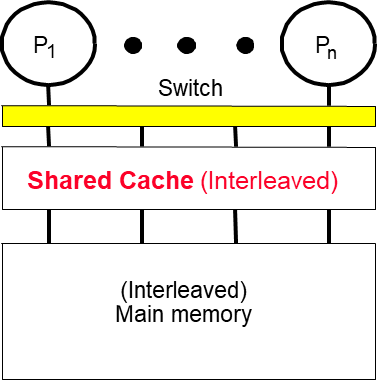 P1 Pn
Switch
Shared Cache (Interleaved)
(Interleaved)
Main memory